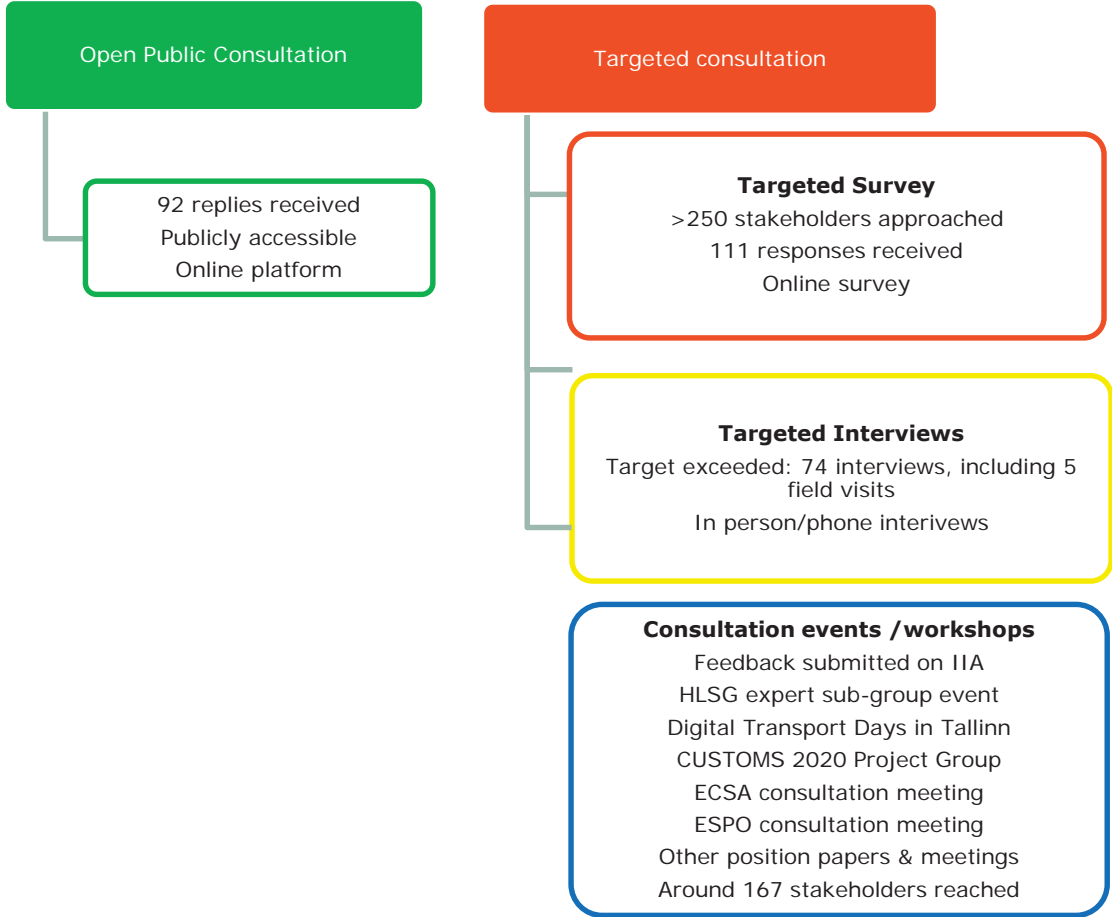 Open Public Consultation
92 replies received
Publicly accessible
Online platform
Targeted consultation
Targeted Survey
>250 stakeholders approached
111 responses received
Online survey
Targeted Interviews
Target exceeded: 74 interviews, including 5
field visits
In person/phone interivews
Consultation events /workshops
Feedback submitted on IIA
HLSG expert sub-group event
Digital Transport Days in Tallinn
CUSTOMS 2020 Project Group
ECSA consultation meeting
ESPO consultation meeting
Other position papers & meetings
Around 167 stakeholders reached